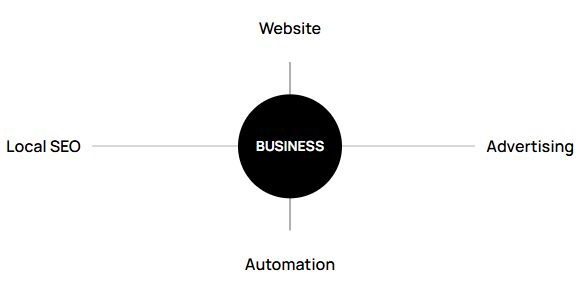 Website
Local SEO
BUSINESS
Advertising
Automation